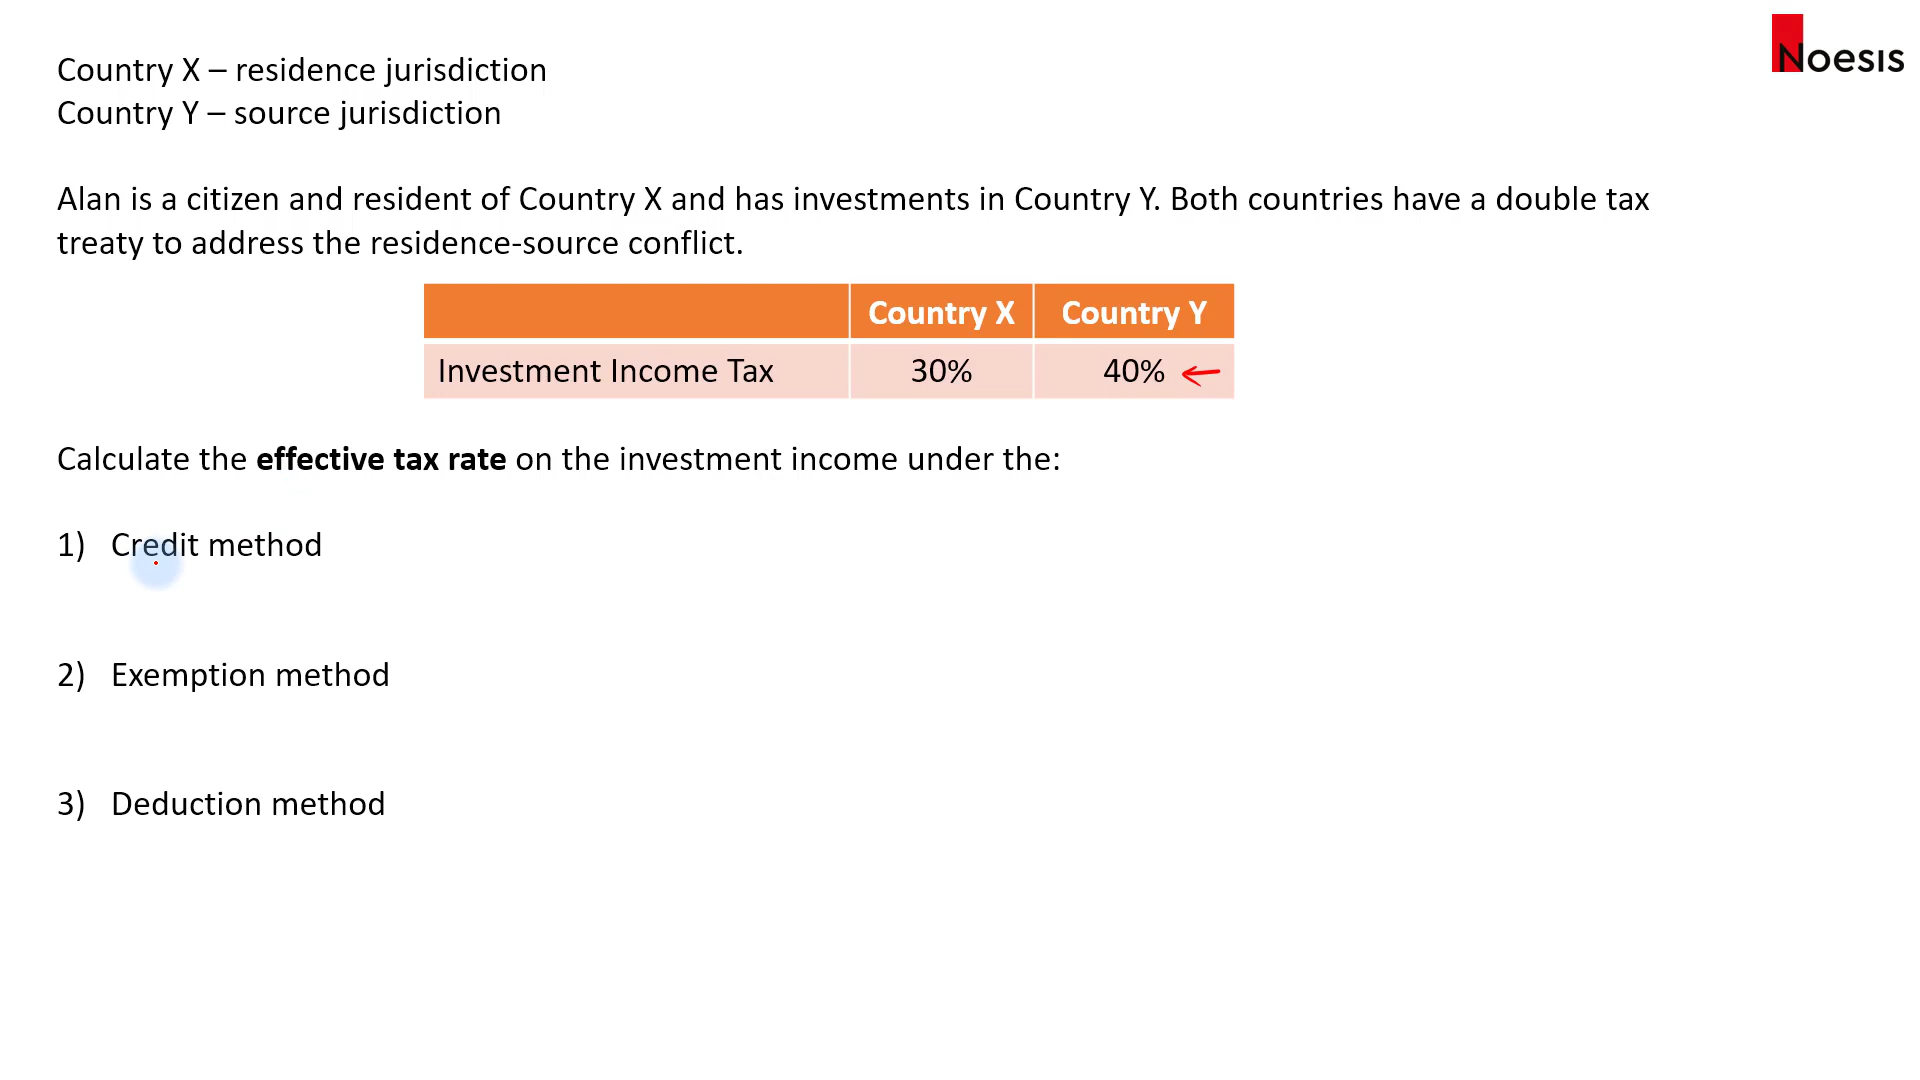 Noesis
Country X – residence jurisdiction
Country Y – source jurisdiction
Alan is a citizen and resident of Country X and has investments in Country Y. Both countries have a double tax
treaty to address the residence-source conflict.
Country X Country Y
Investment Income Tax 30% 40%
Calculate the effective tax rate on the investment income under the:
1) Credit method
2) Exemption method
3) Deduction method